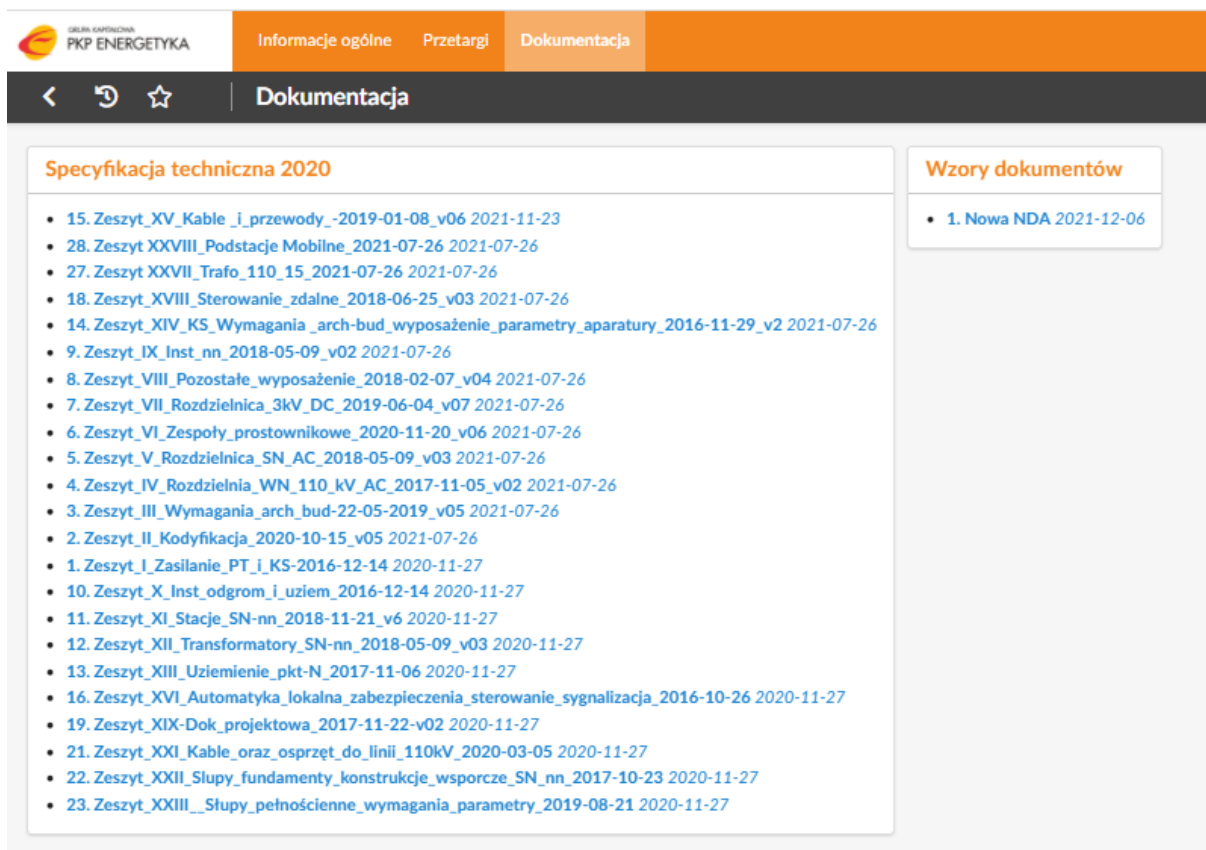 GRUPA KAPITAŁOWA
PKP ENERGETYKA
Informacje ogólne Przetargi Dokumentacja
Dokumentacja
Specyfikacja techniczna 2020
15. Zeszyt_XV_Kable _i_przewody_-2019-01-08_v06 2021-11-23
28. Zeszyt XXVIII_Podstacje Mobilne_2021-07-26 2021-07-26
27. Zeszyt XXVII_Trafo_110_15_2021-07-26 2021-07-26
18. Zeszyt_XVIII_Sterowanie_zdalne_2018-06-25_v03 2021-07-26
14. Zeszyt_XIV_KS_Wymagania _arch-bud_wyposażenie_parametry_aparatury_2016-11-29_v2 2021-07-26
9. Zeszyt_IX_Inst_nn_2018-05-09_v02 2021-07-26
8. Zeszyt_VIII_Pozostałe_wyposażenie_2018-02-07_v04 2021-07-26
7. Zeszyt_VII_Rozdzielnica_3kV_DC_2019-06-04_v07 2021-07-26
6. Zeszyt_VI_Zespoły_prostownikowe_2020-11-20_v06 2021-07-26
5. Zeszyt_V_Rozdzielnica_SN_AC_2018-05-09_v03 2021-07-26
4. Zeszyt_IV_Rozdzielnia_WN_110_kV_AC_2017-11-05_v02 2021-07-26
3. Zeszyt_III_Wymagania_arch_bud-22-05-2019_v05 2021-07-26
2. Zeszyt_II_Kodyfikacja_2020-10-15_v05 2021-07-26
1. Zeszyt_I_Zasilanie_PT_i_KS-2016-12-14 2020-11-27
10. Zeszyt_X_Inst_odgrom_i_uziem_2016-12-14 2020-11-27
11. Zeszyt_XI_Stacje_SN-nn_2018-11-21_v6 2020-11-27
12. Zeszyt_XII_Transformatory_SN-nn_2018-05-09_v03 2020-11-27
13. Zeszyt_XIII_Uziemienie_pkt-N_2017-11-06 2020-11-27
16. Zeszyt_XVI_Automatyka_lokalna_zabezpieczenia_sterowanie_sygnalizacja_2016-10-26 2020-11-27
19. Zeszyt_XIX-Dok_projektowa_2017-11-22-v02 2020-11-27
21. Zeszyt_XXI_Kable_oraz_osprzęt_do_linii_110kV_2020-03-05 2020-11-27
22. Zeszyt_XXII_Slupy_fundamenty_konstrukcje_wsporcze_SN_nn_2017-10-23 2020-11-27
23. Zeszyt_XXIII__Słupy_pełnościenne_wymagania_parametry_2019-08-21 2020-11-27
Wzory dokumentów
1. Nowa NDA 2021-12-06